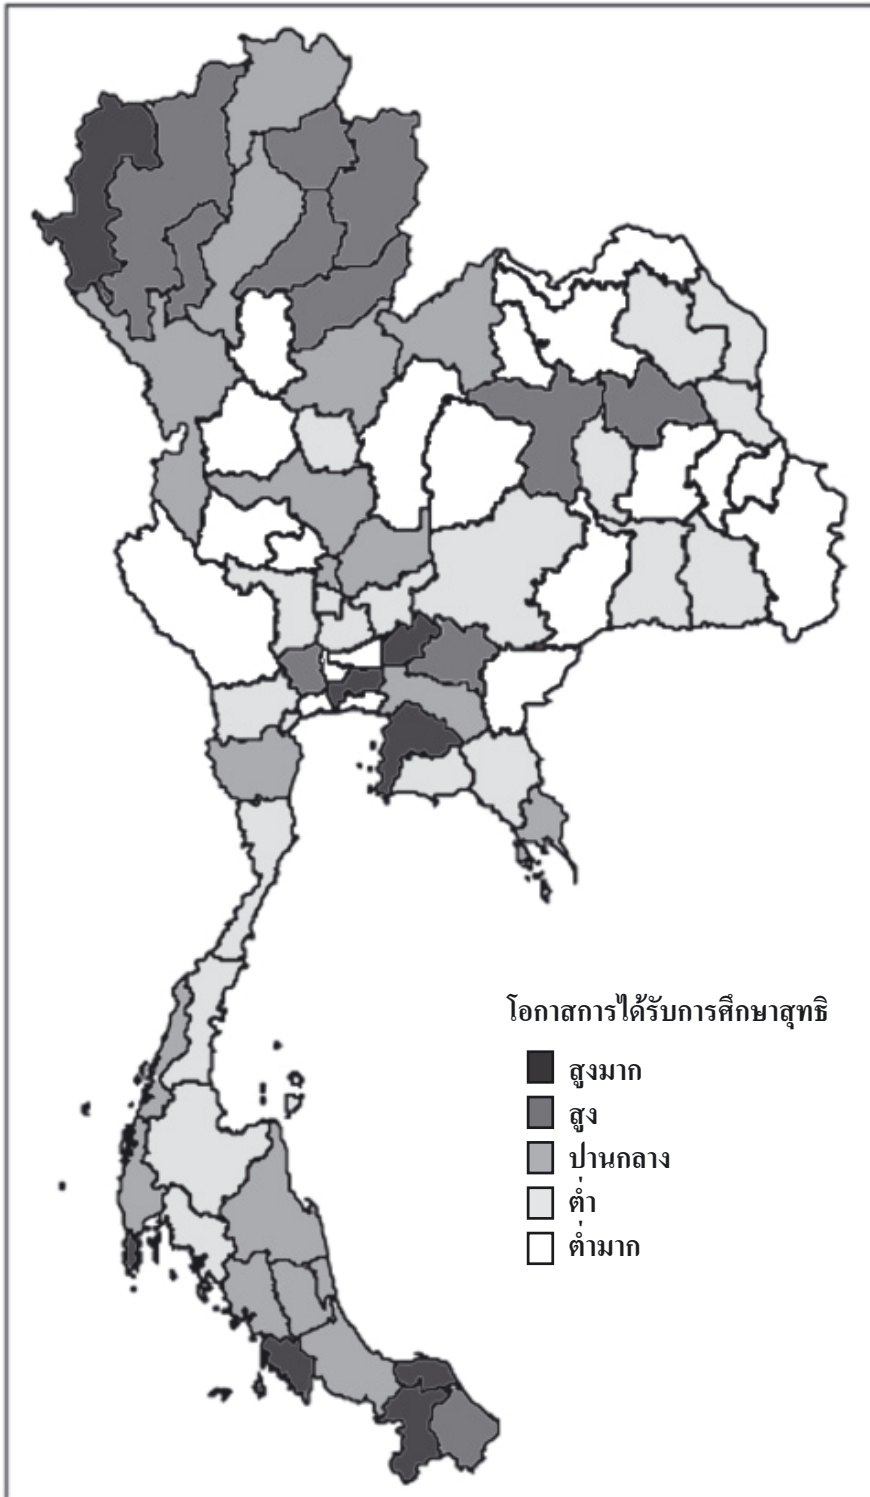 โอกาสการได้รับการศึกษาสุทธิ
สูงมาก
สูง
ปานกลาง
ต่ำ
ต่ำมาก